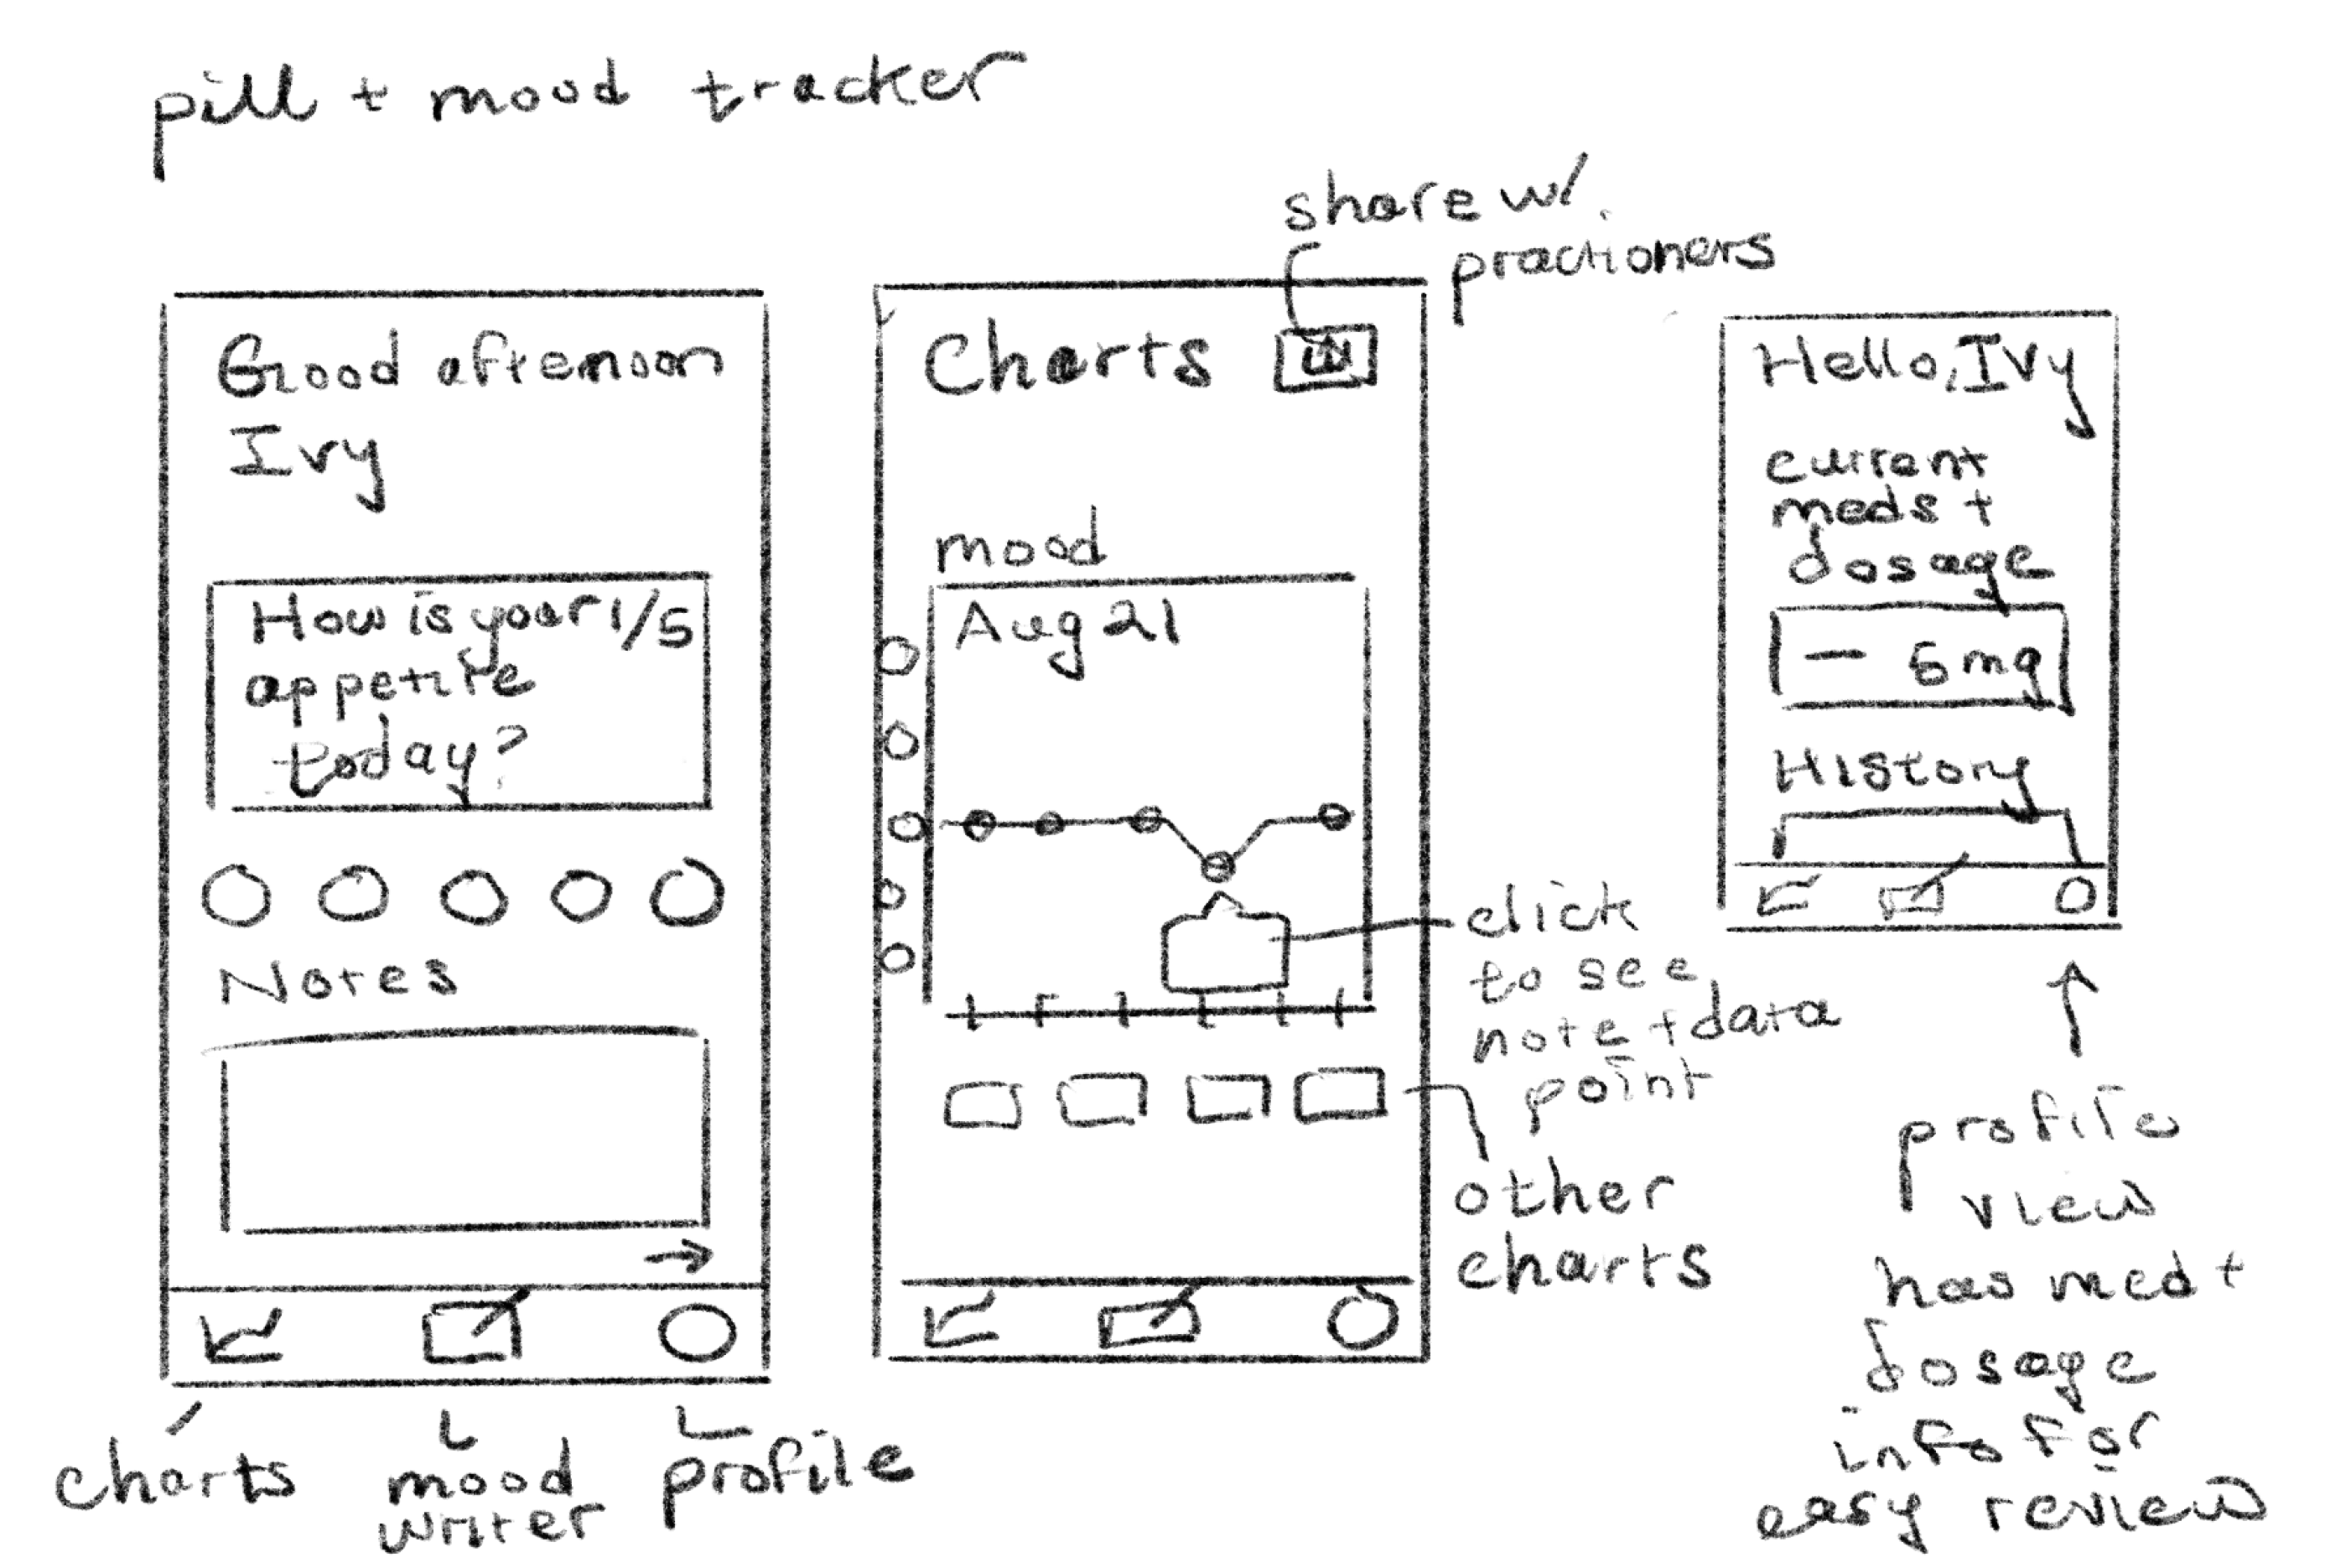 pill + mood tracker
share w/.
practioners
Good afternoon
Ivy
How is your 1/5
appetite
today?
Notes
charts
mood
writer
profile
Charts
mood
Aug 21
click
to see
note + data
point
other
charts
Hello, Ivy
current
meds +
dosage
— 5mg
History
profile
view
has med +
dosage
info for
easy review